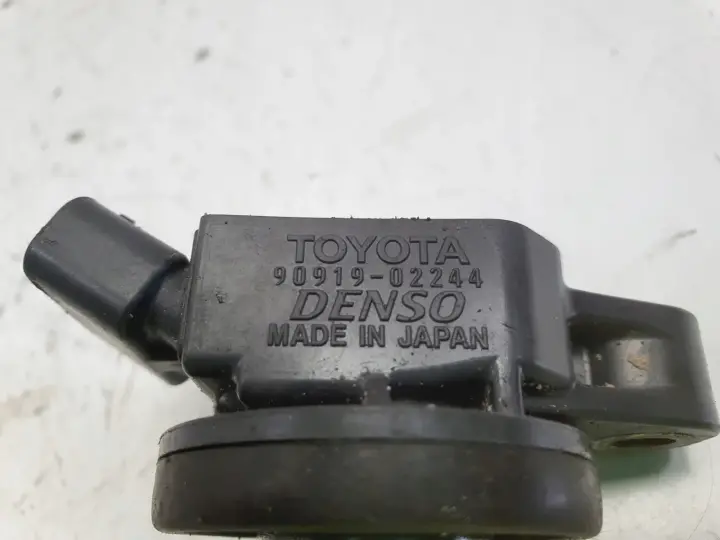 TOYOTA
90919-02244
DENSO
MADE IN JAPAN